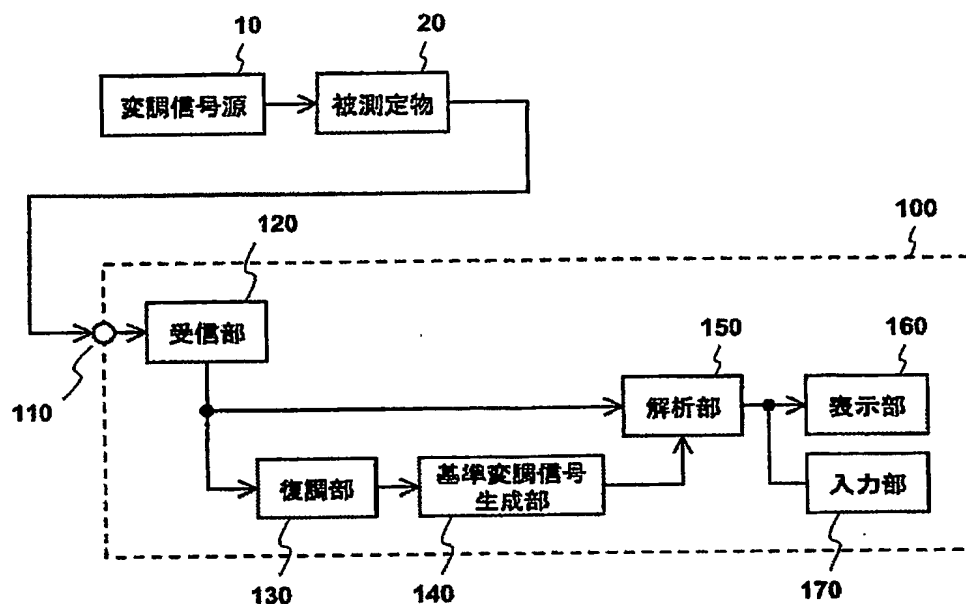 10
20
変調信号源
被測定物
100
120
受信部
110
150
160
解析部
表示部
復調部
基準変調信号
生成部
入力部
130
140
170